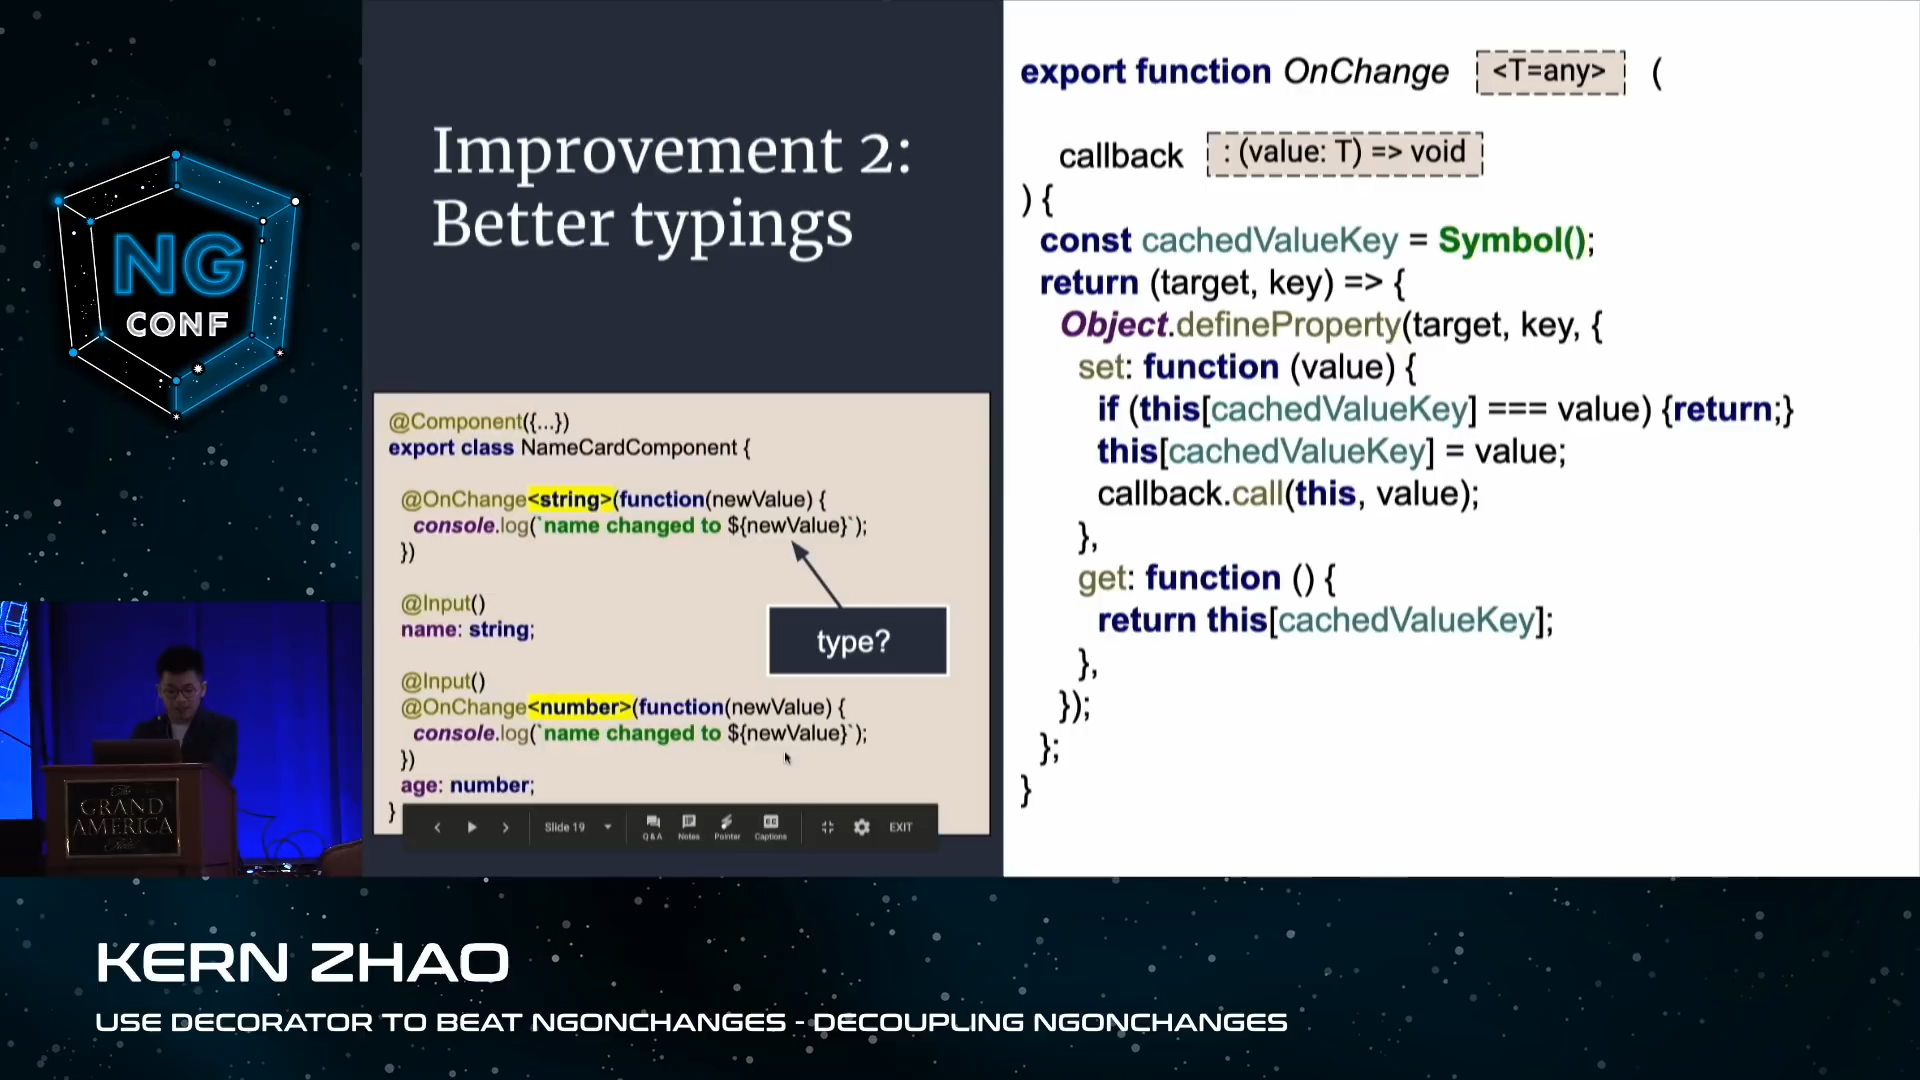 NG
CONF
Improvement 2:
Better typings
@Component({...})
export class NameCardComponent {
@OnChange<string>(function(newValue) {
console.log(`name changed to ${newValue}`);
})
@Input()
name: string;
type?
@Input()
@OnChange<number>(function(newValue) {
console.log(`name changed to ${newValue}`);
})
age: number;
}
Slide 19
Q&A
Notes
Pointer
Captions
EXIT
export function OnChange <T=any> (
callback : (value: T) => void
) {
const cachedValueKey = Symbol();
return (target, key) => {
Object.defineProperty(target, key, {
set: function (value) {
if (this[cachedValueKey] === value) {return;}
this[cachedValueKey] = value;
callback.call(this, value);
},
get: function () {
return this[cachedValueKey];
},
});
};
}
The
GRAND
AMERICA
KERN ZHAO
USE DECORATOR TO BEAT NGONCHANGES - DECOUPLING NGONCHANGES